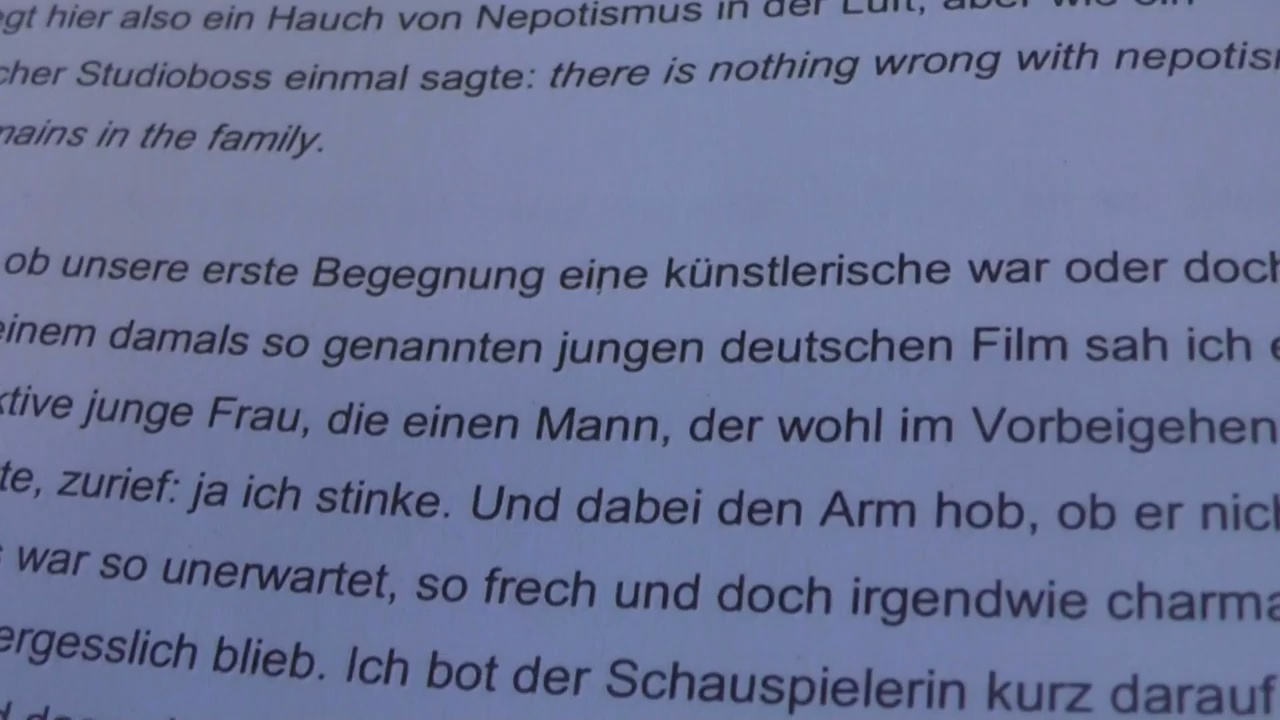 gt hier also ein Hauch von Nepotismus in der Luft, aber wie ein
cher Studioboss einmal sagte: there is nothing wrong with nepotis
mains in the family.
ob unsere erste Begegnung eine künstlerische war oder doch
einem damals so genannten jungen deutschen Film sah ich e
ktive junge Frau, die einen Mann, der wohl im Vorbeigehen
te, zurief: ja ich stinke. Und dabei den Arm hob, ob er nich
war so unerwartet, so frech und doch irgendwie charma
ergesslich blieb. Ich bot der Schauspielerin kurz darauf